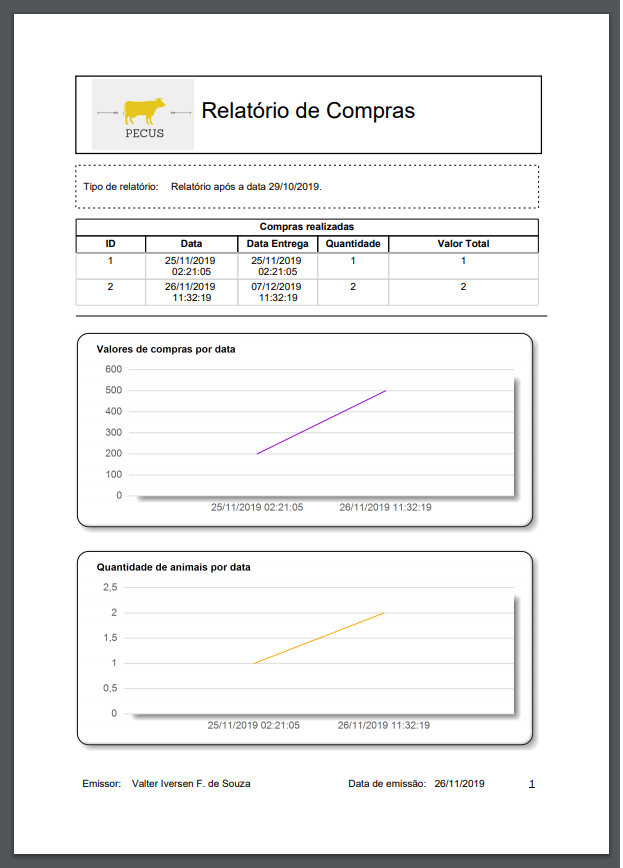 PECUS
Relatório de Compras
Tipo de relatório: Relatório após a data 29/10/2019.
Compras realizadas
ID Data Data Entrega Quantidade Valor Total
1 25/11/2019 02:21:05 25/11/2019 02:21:05 1 1
2 26/11/2019 11:32:19 07/12/2019 11:32:19 2 2
Valores de compras por data
600
500
400
300
200
100
0
25/11/2019 02:21:05 26/11/2019 11:32:19
Quantidade de animais por data
2,5
2
1,5
1
0,5
0
25/11/2019 02:21:05 26/11/2019 11:32:19
Emissor: Valter Iversen F. de Souza Data de emissão: 26/11/2019 1